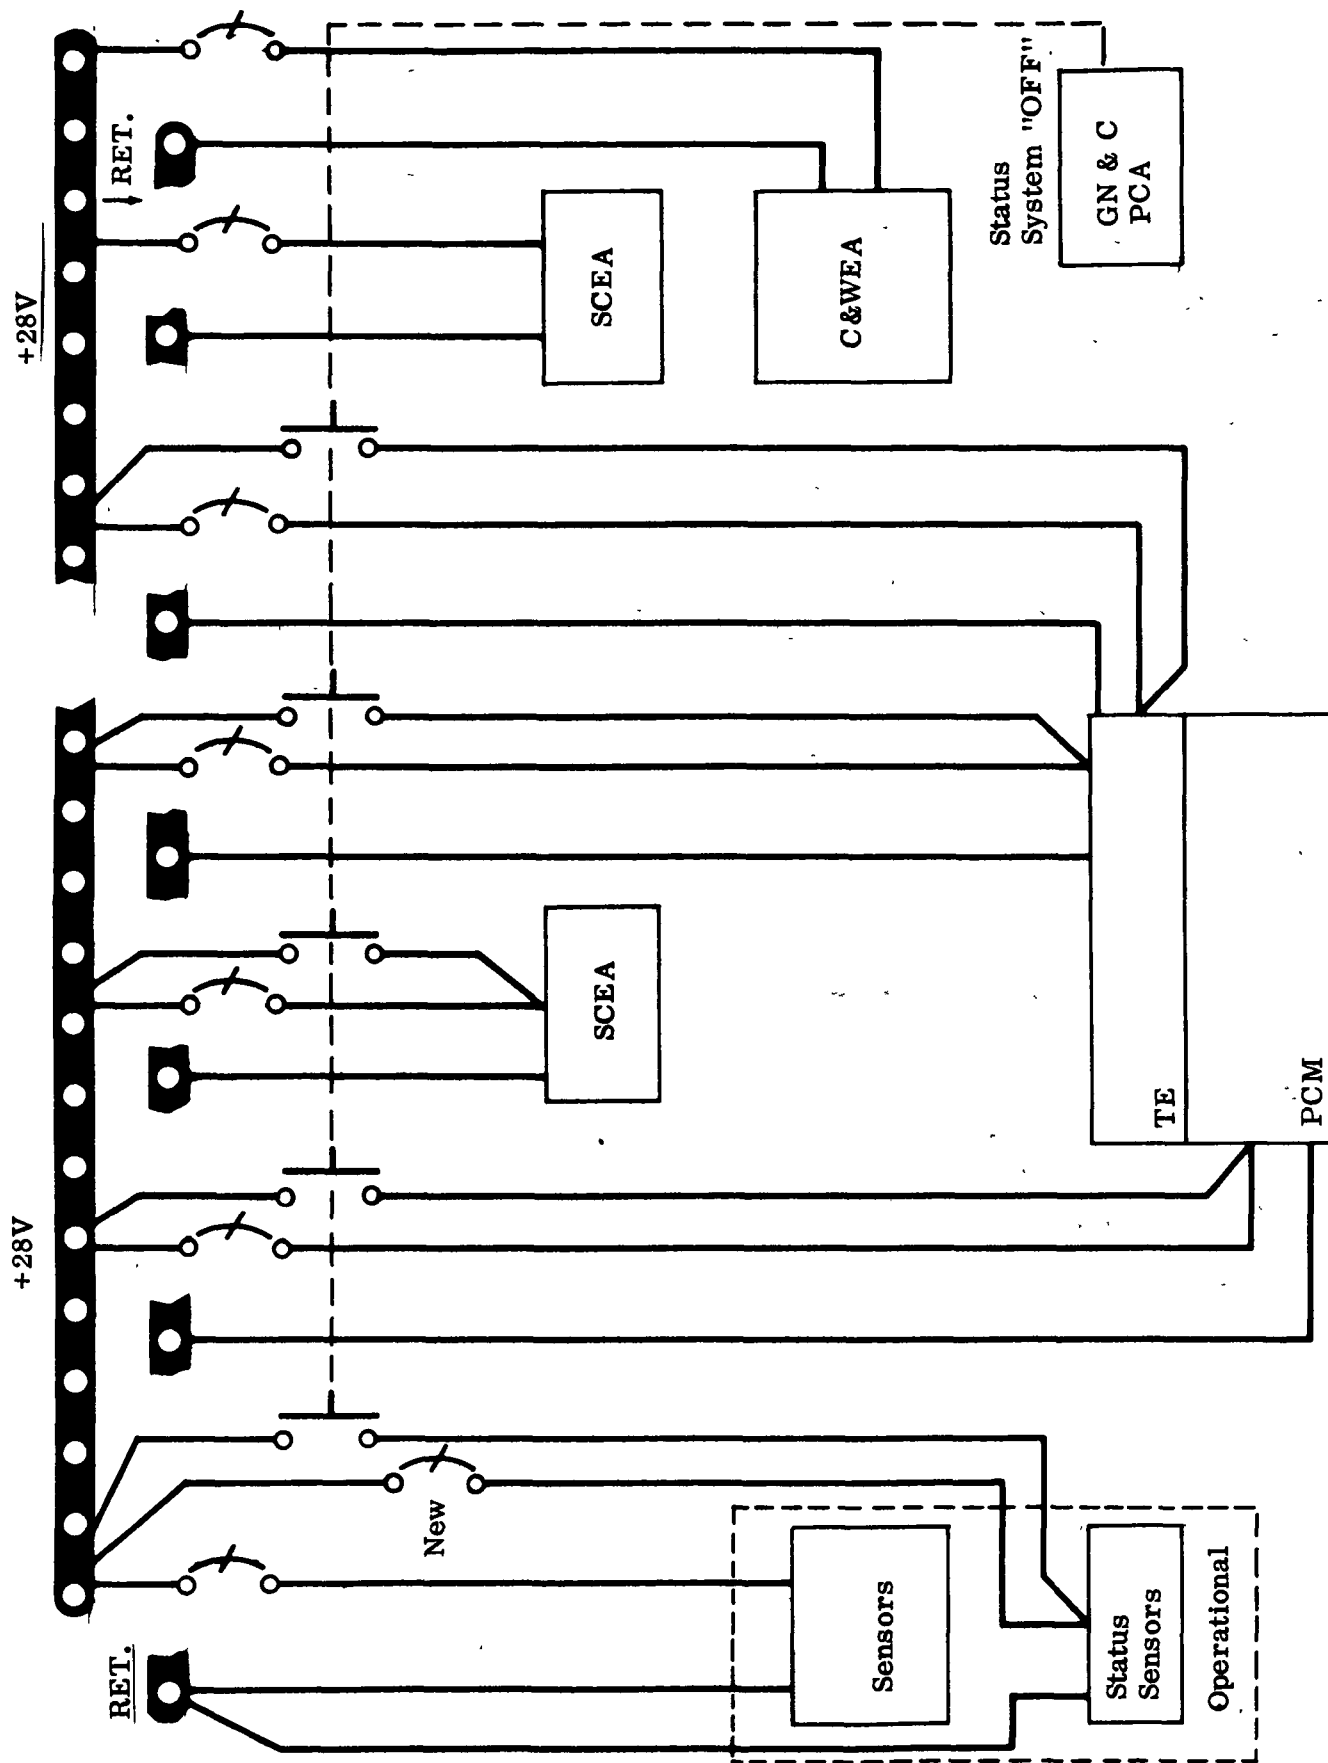 +28V
+28V
RET.
New
Sensors
Status
Sensors
Operational
SCEA
TE
PCM
RET.
SCEA
C&WEA
Status
System "OFF"
GN & C
PCA